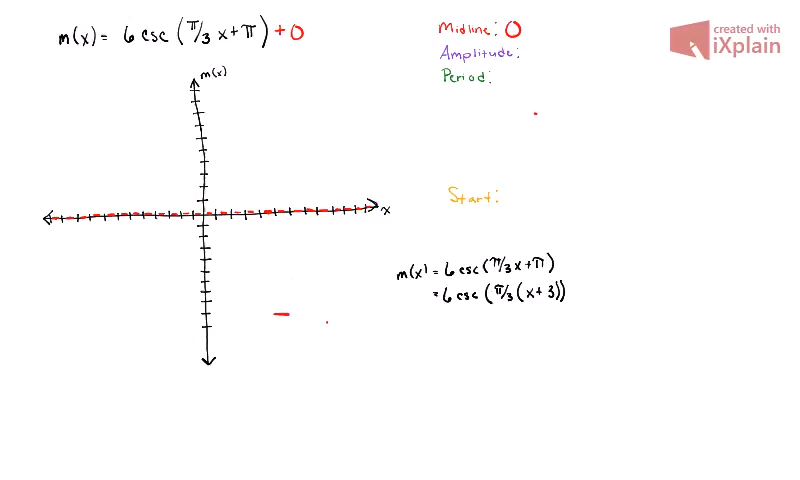 m(x) = 6 csc (π/3 x + π) + 0
Midline: 0
Amplitude:
Period:
created with
iXplain
m(x)
x
Start:
m(x) = 6 csc (π/3 x + π)
= 6 csc (π/3 (x + 3))